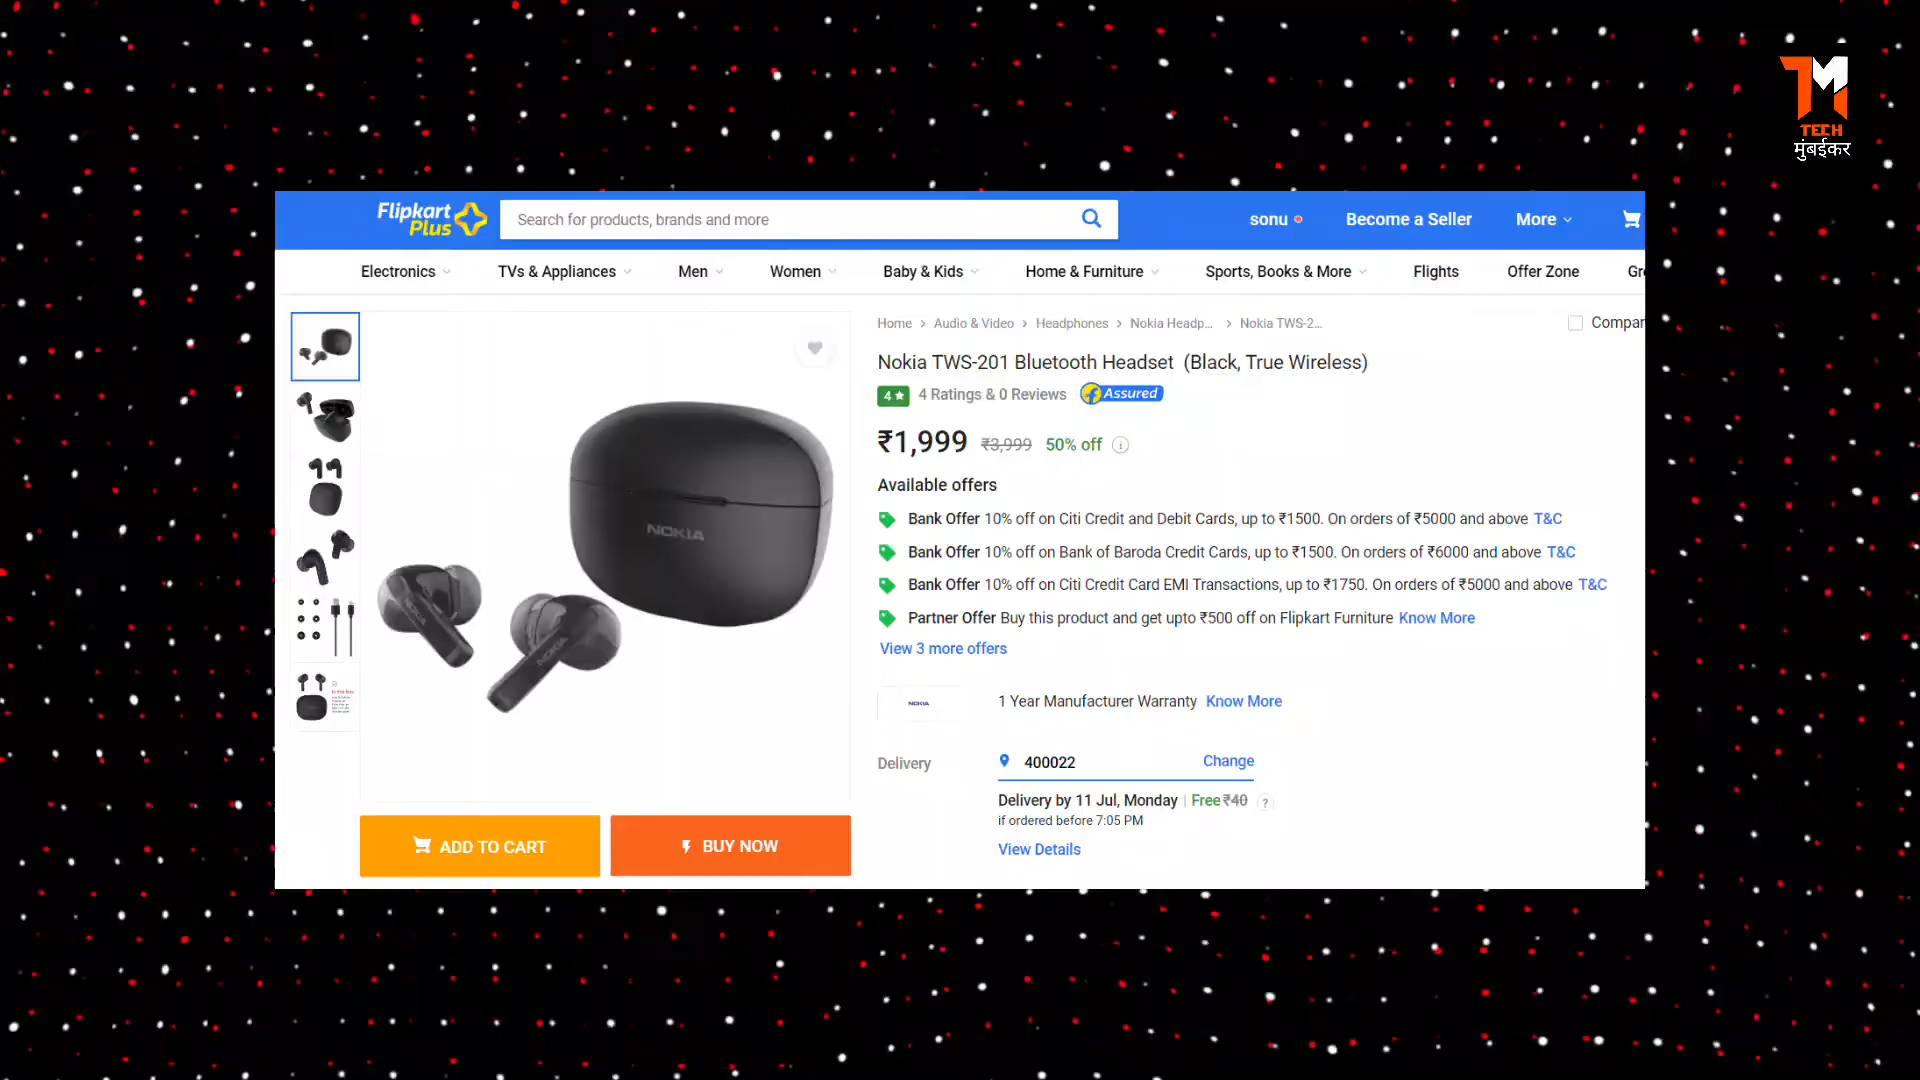 TM
TECH
मुंबईकर
Flipkart
Plus
Search for products, brands and more
sonu
Become a Seller
More
Electronics
TVs & Appliances
Men
Women
Baby & Kids
Home & Furniture
Sports, Books & More
Flights
Offer Zone
Gr
Home > Audio & Video > Headphones > Nokia Headp... > Nokia TWS-2...
Compar
Nokia TWS-201 Bluetooth Headset (Black, True Wireless)
4★ 4 Ratings & 0 Reviews Assured
₹1,999 ₹3,999 50% off
Available offers
Bank Offer 10% off on Citi Credit and Debit Cards, up to ₹1500. On orders of ₹5000 and above T&C
Bank Offer 10% off on Bank of Baroda Credit Cards, up to ₹1500. On orders of ₹6000 and above T&C
Bank Offer 10% off on Citi Credit Card EMI Transactions, up to ₹1750. On orders of ₹5000 and above T&C
Partner Offer Buy this product and get upto ₹500 off on Flipkart Furniture Know More
View 3 more offers
NOKIA
NOKIA
NOKIA
NOKIA
1 Year Manufacturer Warranty Know More
Delivery
400022
Change
Delivery by 11 Jul, Monday | Free ₹40 ?
if ordered before 7:05 PM
View Details
ADD TO CART
BUY NOW